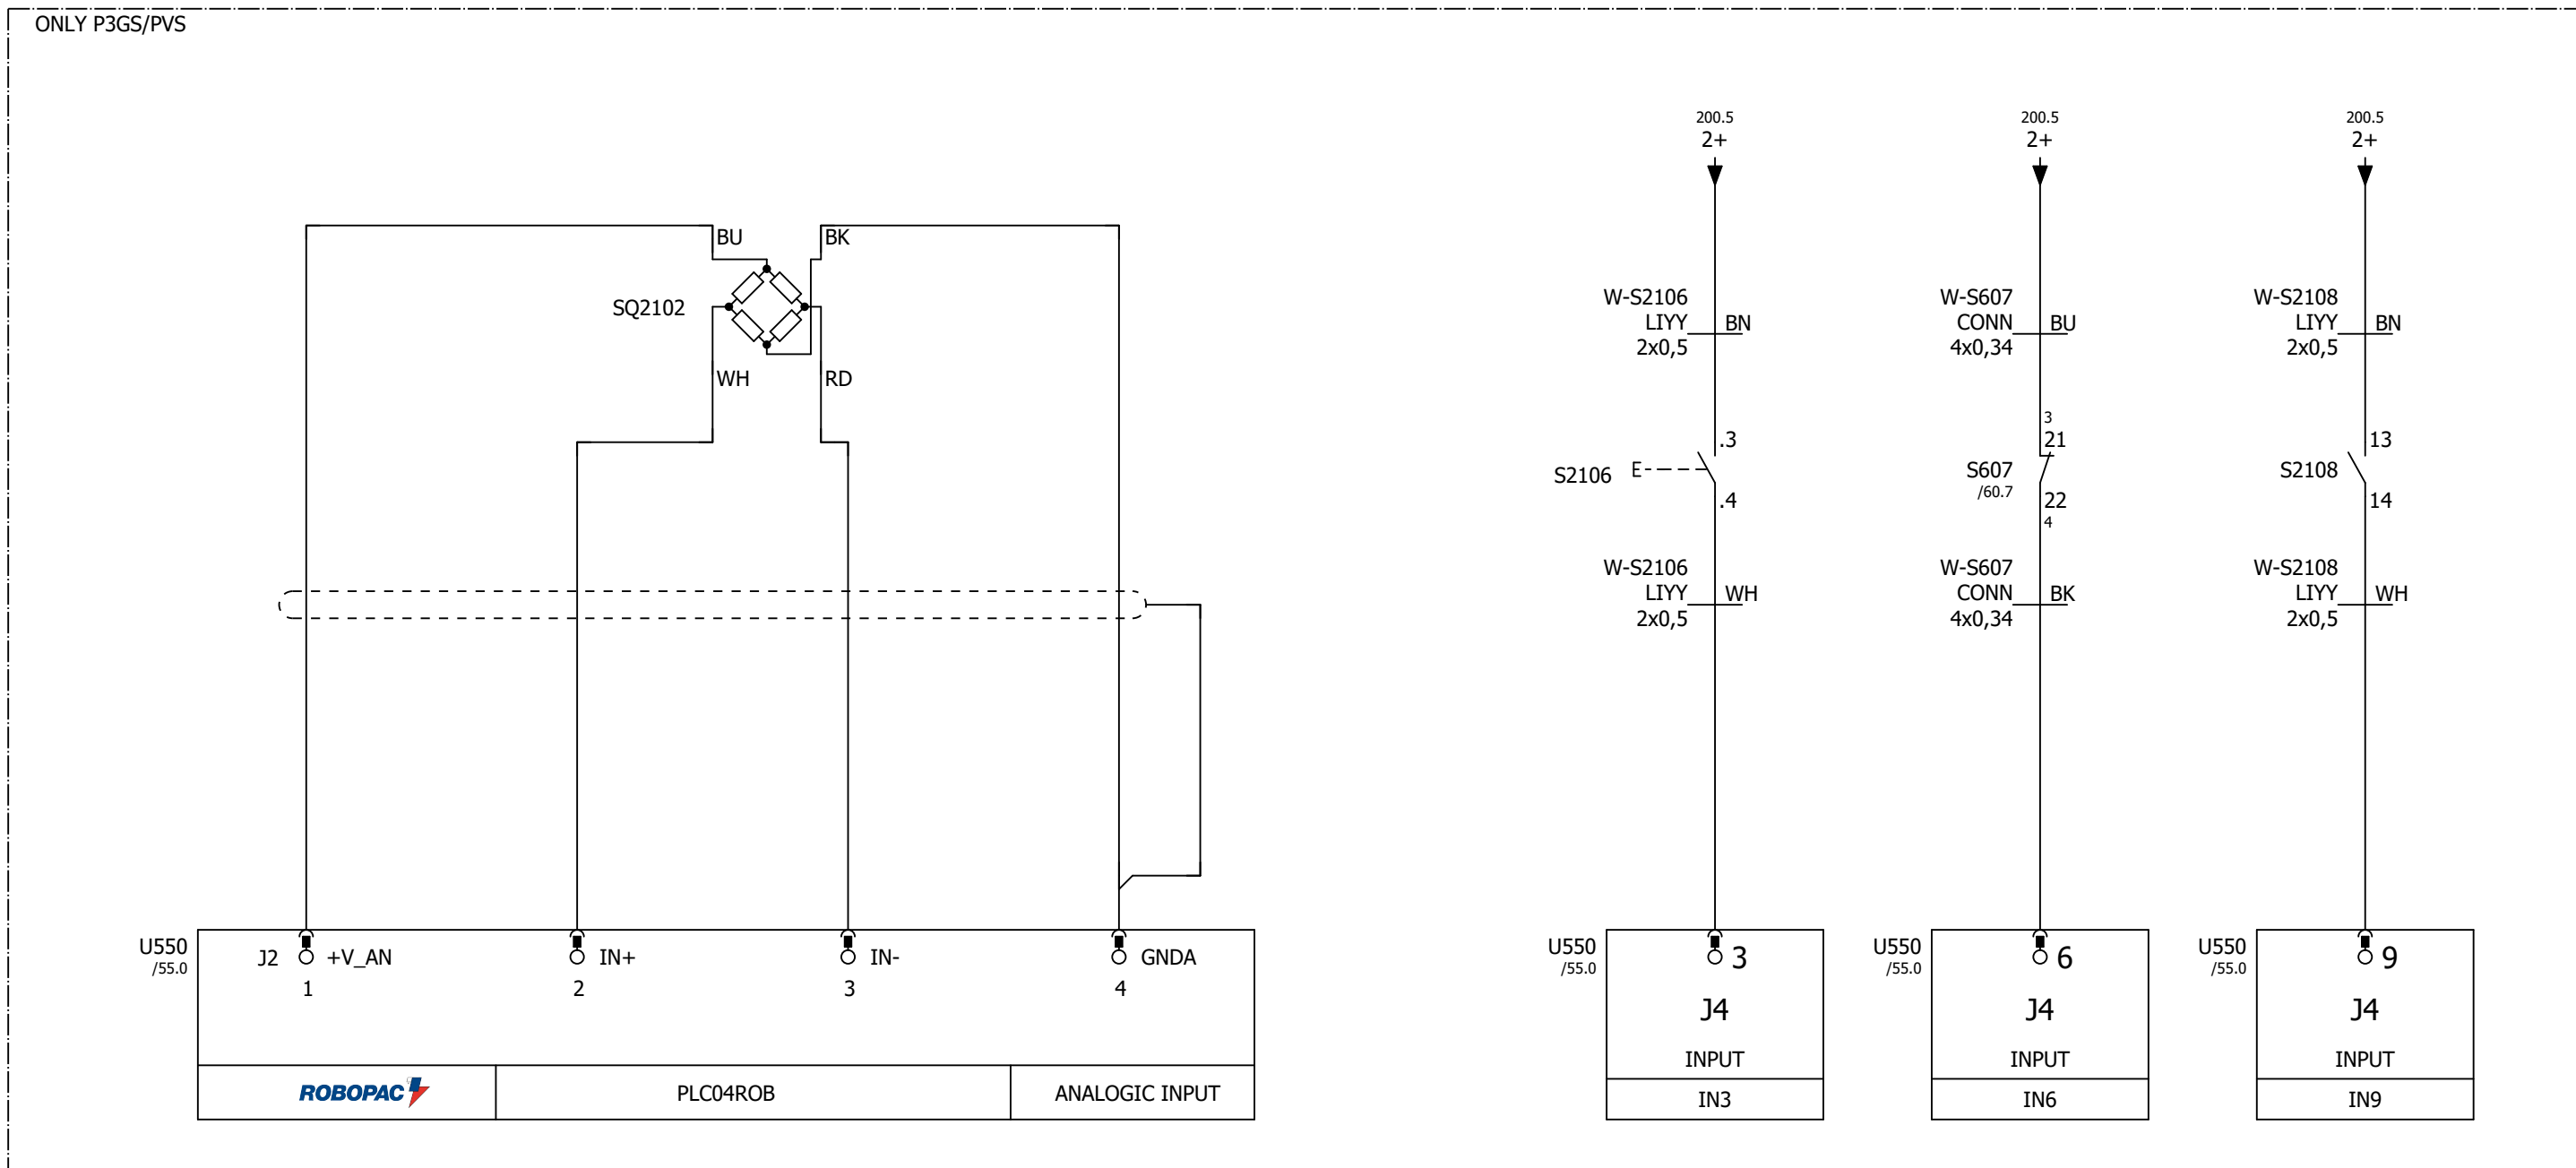 ONLY P3GS/PVS
200.5
2+
200.5
2+
200.5
2+
BU
BK
SQ2102
WH
RD
W-S2106
LIYY
2x0,5
BN
W-S607
CONN
4x0,34
BU
W-S2108
LIYY
2x0,5
BN
S2106
E
.3
.4
S607
/60.7
3
21
22
4
S2108
13
14
W-S2106
LIYY
2x0,5
WH
W-S607
CONN
4x0,34
BK
W-S2108
LIYY
2x0,5
WH
U550
/55.0
J2
+V_AN
1
IN+
2
IN-
3
GNDA
4
ROBOPAC
PLC04ROB
ANALOGIC INPUT
U550
/55.0
3
J4
INPUT
IN3
U550
/55.0
6
J4
INPUT
IN6
U550
/55.0
9
J4
INPUT
IN9